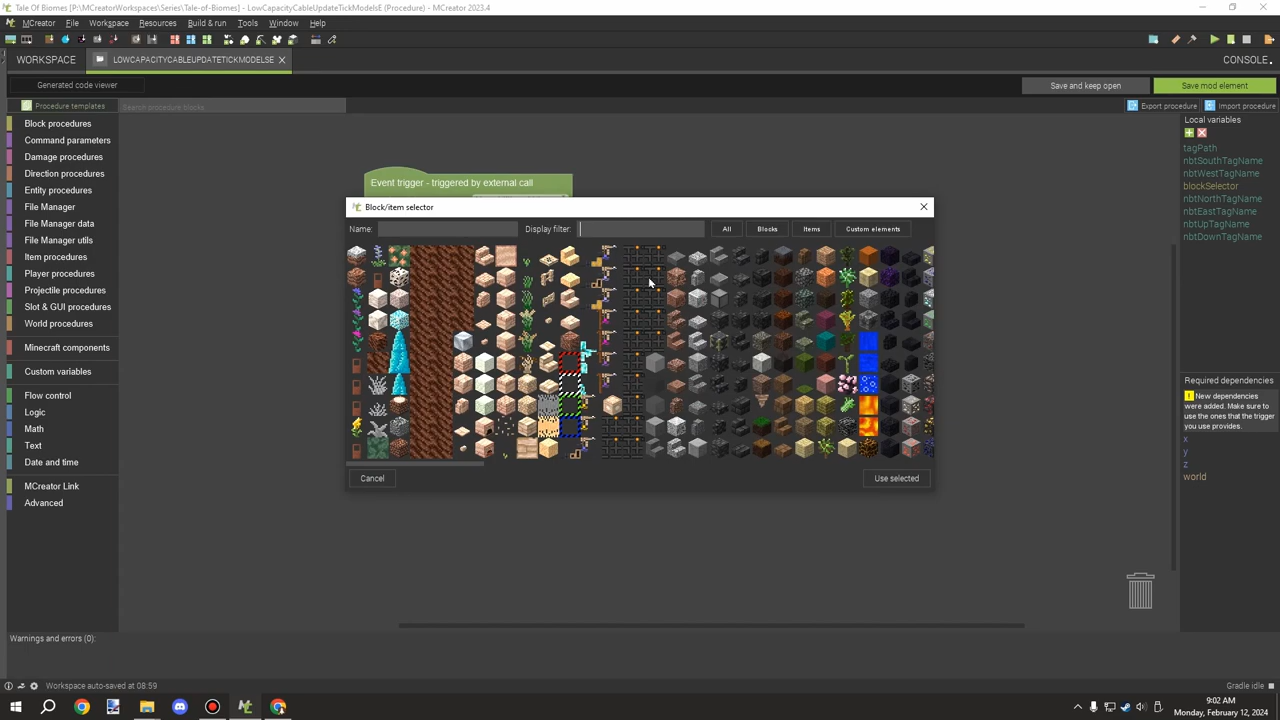 Tale Of Biomes [P:\MCreatorWorkspaces\Series\Tale-of-Biomes] - LowCapacityCableUpdateTickModelsE (Procedure) - MCreator 2023.4
MCreator File Workspace Resources Build & run Tools Window Help
WORKSPACE LOWCAPACITYCABLEUPDATETICKMODELSE CONSOLE
Generated code viewer Save and keep open Save mod element
Procedure templates Search procedure blocks Export procedure Import procedure
Block procedures
Command parameters
Damage procedures
Direction procedures
Entity procedures
File Manager
File Manager data
File Manager utils
Item procedures
Player procedures
Projectile procedures
Slot & GUI procedures
World procedures
Minecraft components
Custom variables
Flow control
Logic
Math
Text
Date and time
MCreator Link
Advanced
Event trigger - triggered by external call
Block/item selector
Name: Display filter: All Blocks Items Custom elements
Cancel Use selected
Local variables
tagPath
nbtSouthTagName
nbtWestTagName
blockSelector
nbtNorthTagName
nbtEastTagName
nbtUpTagName
nbtDownTagName
Required dependencies
New dependencies
were added. Make sure to
use the ones that the trigger
you use provides.
x
y
z
world
Warnings and errors (0):
Workspace auto-saved at 08:59 Gradle idle
9:02 AM
Monday, February 12, 2024